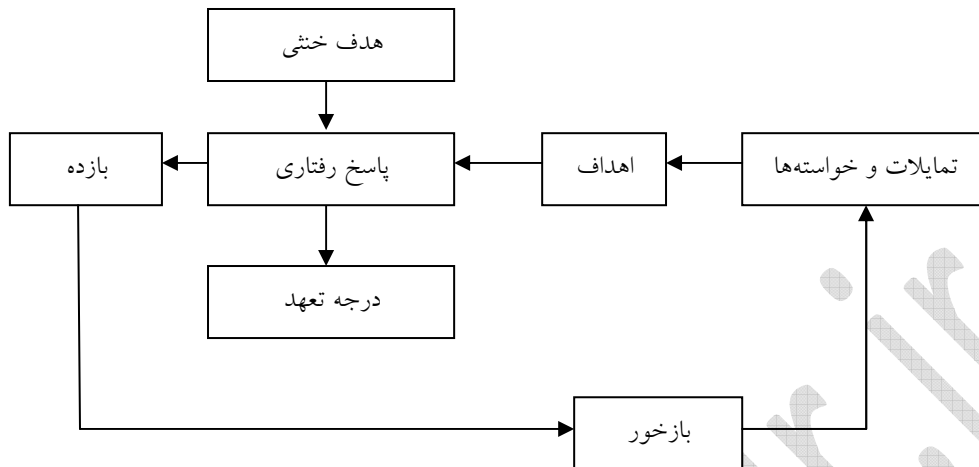 هدف خنثی
تمایلات و خواسته‌ها
اهداف
پاسخ رفتاری
بازده
درجه تعهد
بازخور